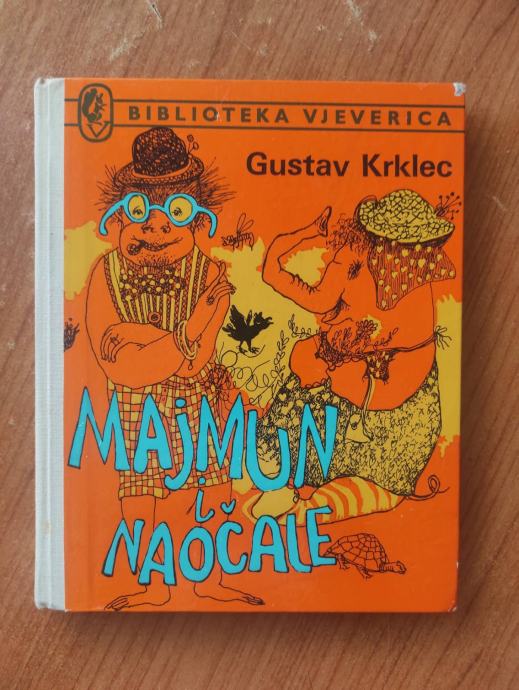 BIBLIOTEKA VJEVERICA
Gustav Krklec
MAJMUN
i
NAOČALE